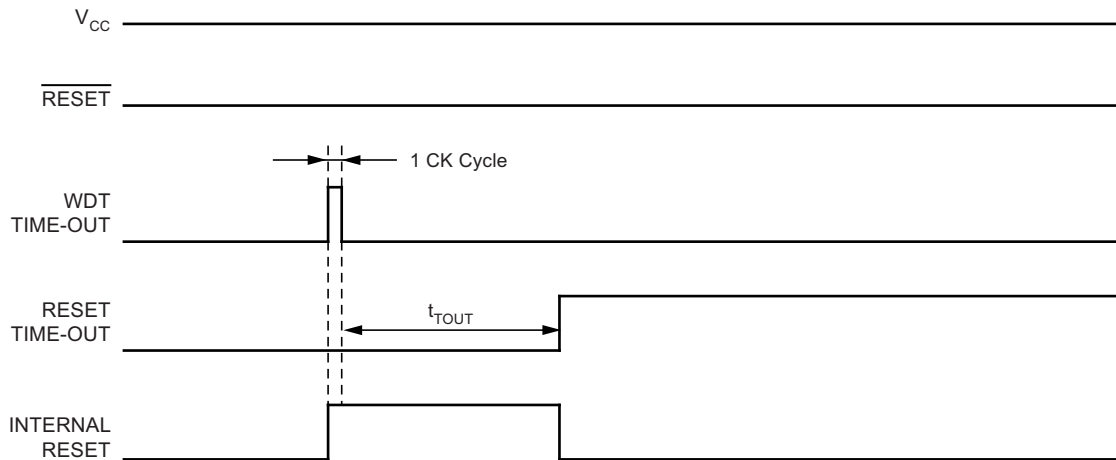 VCC
RESET
1 CK Cycle
WDT
TIME-OUT
RESET
TIME-OUT
tTOUT
INTERNAL
RESET